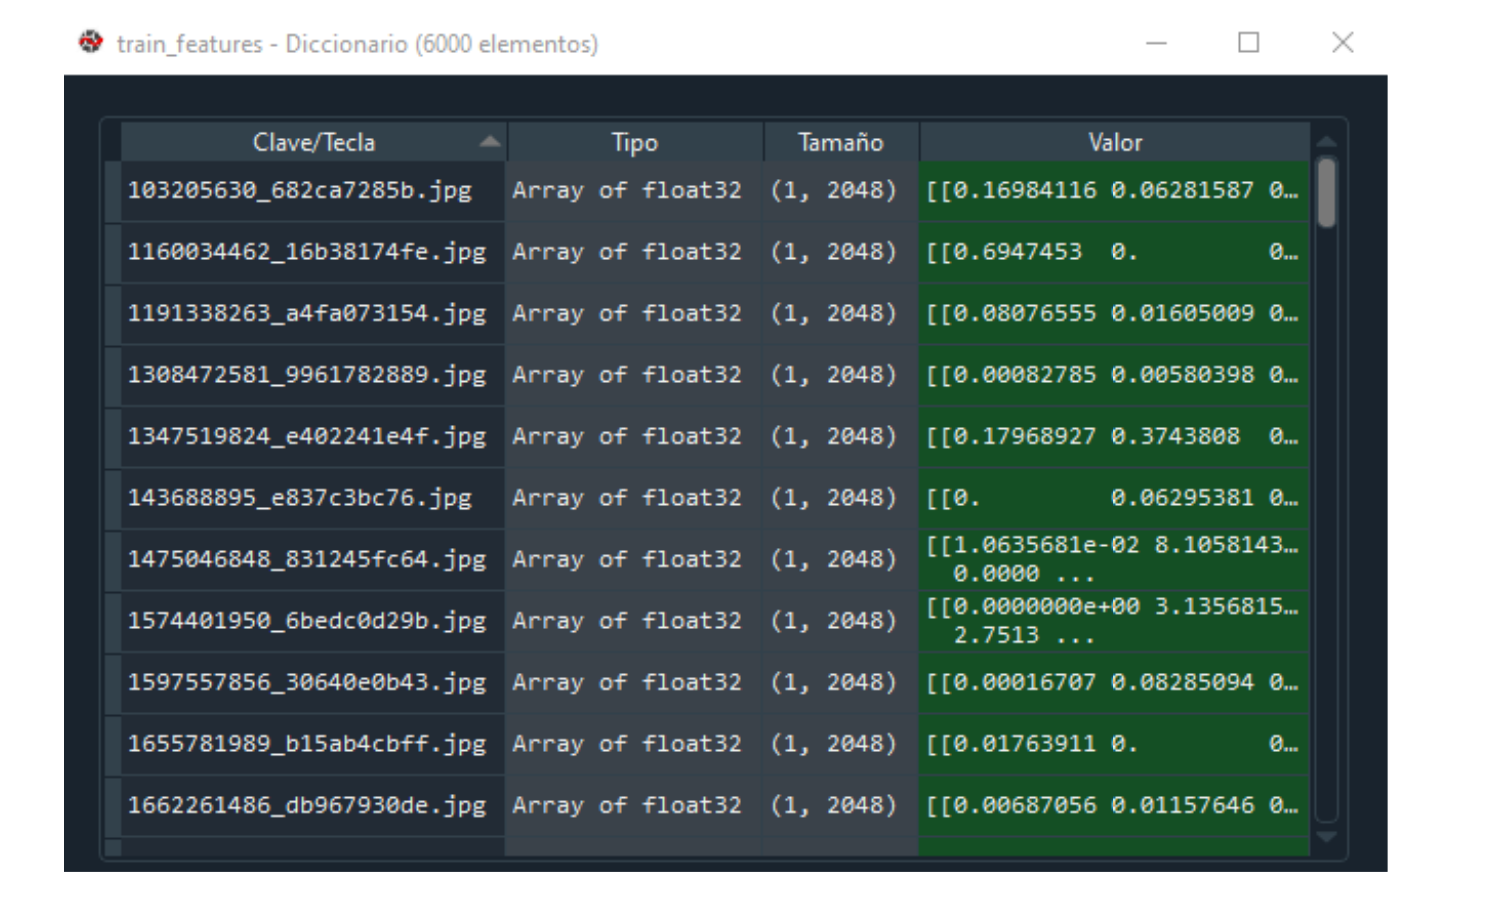 train_features - Diccionario (6000 elementos)
Clave/Tecla Tipo Tamaño Valor
103205630_682ca7285b.jpg Array of float32 (1, 2048) [[0.16984116 0.06281587 0…
1160034462_16b38174fe.jpg Array of float32 (1, 2048) [[0.6947453 0. 0…
1191338263_a4fa073154.jpg Array of float32 (1, 2048) [[0.08076555 0.01605009 0…
1308472581_9961782889.jpg Array of float32 (1, 2048) [[0.00082785 0.00580398 0…
1347519824_e402241e4f.jpg Array of float32 (1, 2048) [[0.17968927 0.3743808 0…
143688895_e837c3bc76.jpg Array of float32 (1, 2048) [[0. 0.06295381 0…
1475046848_831245fc64.jpg Array of float32 (1, 2048) [[1.0635681e-02 8.1058143…
0.0000 ...
1574401950_6bedc0d29b.jpg Array of float32 (1, 2048) [[0.0000000e+00 3.1356815…
2.7513 ...
1597557856_30640e0b43.jpg Array of float32 (1, 2048) [[0.00016707 0.08285094 0…
1655781989_b15ab4cbff.jpg Array of float32 (1, 2048) [[0.01763911 0. 0…
1662261486_db967930de.jpg Array of float32 (1, 2048) [[0.00687056 0.01157646 0…